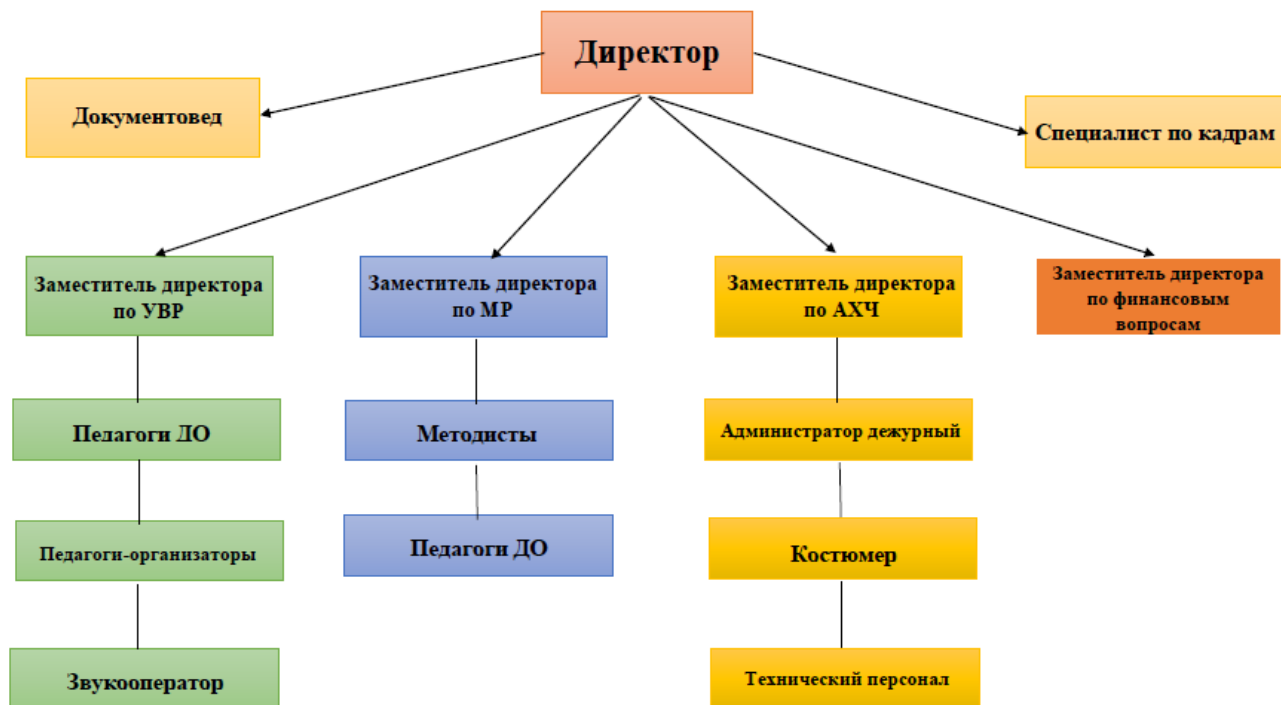 Директор
Документовед
Специалист по кадрам
Заместитель директора
по УВР
Заместитель директора
по МР
Заместитель директора
по АХЧ
Заместитель директора
по финансовым
вопросам
Педагоги ДО
Методисты
Администратор дежурный
Педагоги-организаторы
Педагоги ДО
Костюмер
Звукооператор
Технический персонал